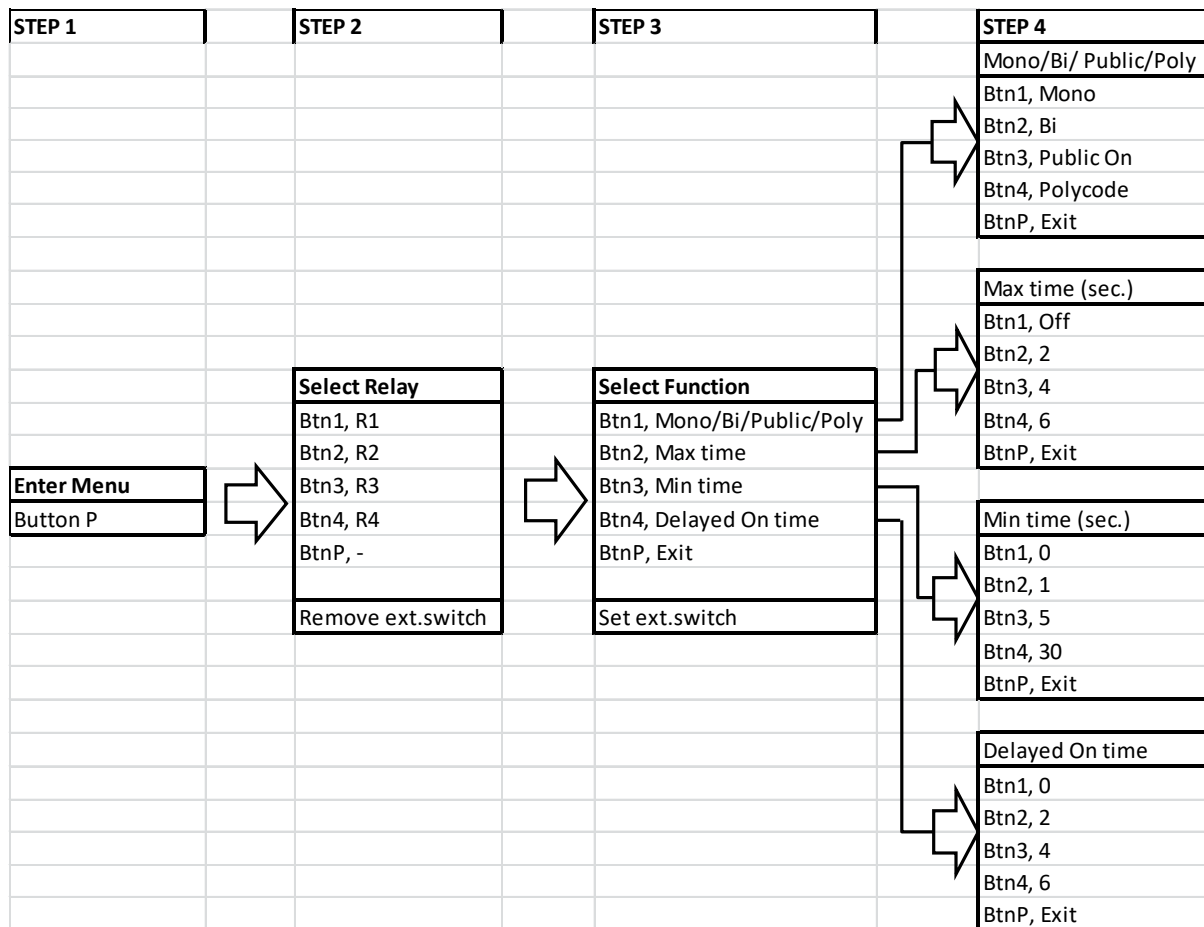 STEP 1
STEP 2
STEP 3
STEP 4
Enter Menu
Button P
Select Relay
Btn1, R1
Btn2, R2
Btn3, R3
Btn4, R4
BtnP, -
Remove ext.switch
Select Function
Btn1, Mono/Bi/Public/Poly
Btn2, Max time
Btn3, Min time
Btn4, Delayed On time
BtnP, Exit
Set ext.switch
Mono/Bi/ Public/Poly
Btn1, Mono
Btn2, Bi
Btn3, Public On
Btn4, Polycode
BtnP, Exit
Max time (sec.)
Btn1, Off
Btn2, 2
Btn3, 4
Btn4, 6
BtnP, Exit
Min time (sec.)
Btn1, 0
Btn2, 1
Btn3, 5
Btn4, 30
BtnP, Exit
Delayed On time
Btn1, 0
Btn2, 2
Btn3, 4
Btn4, 6
BtnP, Exit